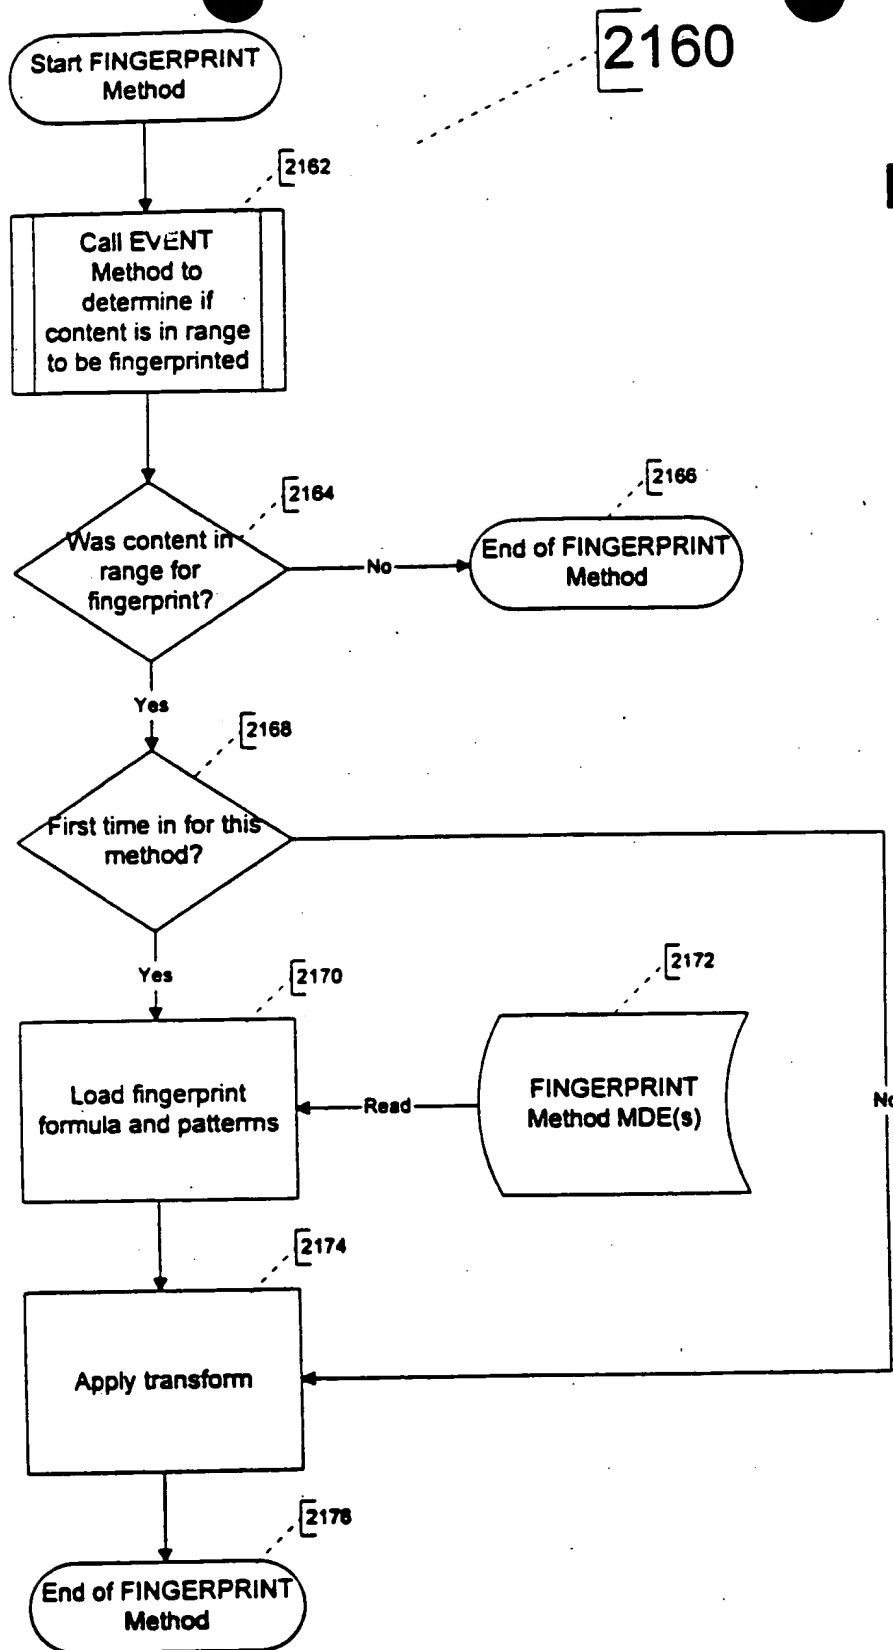 Start FINGERPRINT
Method
2160
2162
Call EVENT
Method to
determine if
content is in range
to be fingerprinted
2164
Was content in
range for
fingerprint?
No
2166
End of FINGERPRINT
Method
Yes
2168
First time in for this
method?
Yes
2170
2172
Load fingerprint
formula and patterns
Read
FINGERPRINT
Method MDE(s)
2174
Apply transform
2176
End of FINGERPRINT
Method